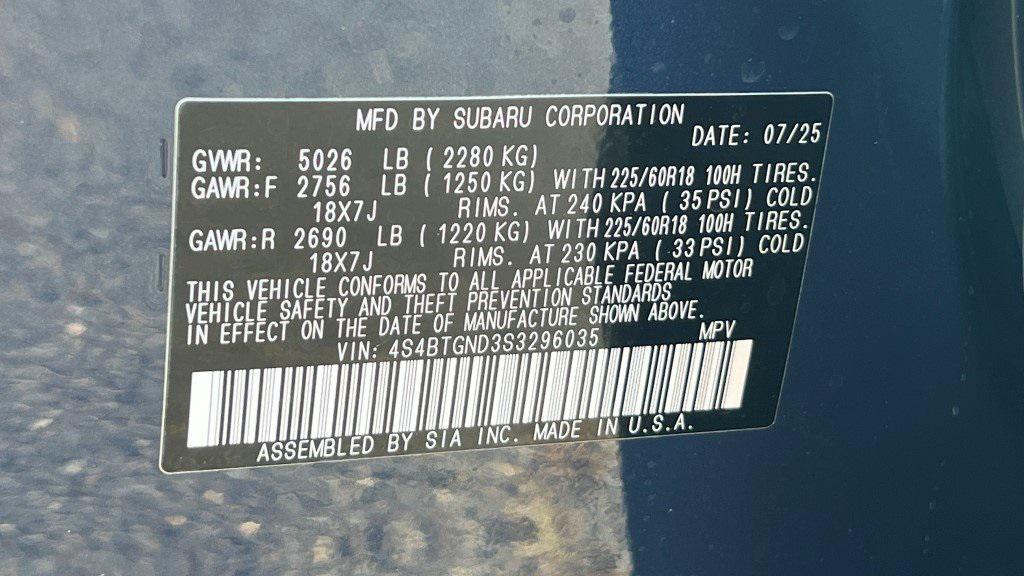 MFD BY SUBARU CORPORATION
DATE: 07/25
GVWR: 5026 LB ( 2280 KG)
GAWR:F 2756 LB ( 1250 KG) WITH 225/60R18 100H TIRES.
18X7J RIMS. AT 240 KPA ( 35 PSI) COLD
GAWR:R 2690 LB ( 1220 KG) WITH 225/60R18 100H TIRES.
18X7J RIMS. AT 230 KPA ( 33 PSI) COLD
THIS VEHICLE CONFORMS TO ALL APPLICABLE FEDERAL MOTOR
VEHICLE SAFETY AND THEFT PREVENTION STANDARDS
IN EFFECT ON THE DATE OF MANUFACTURE SHOWN ABOVE.
VIN: 4S4BTGND3S3296035 MPV
ASSEMBLED BY SIA INC. MADE IN U.S.A.